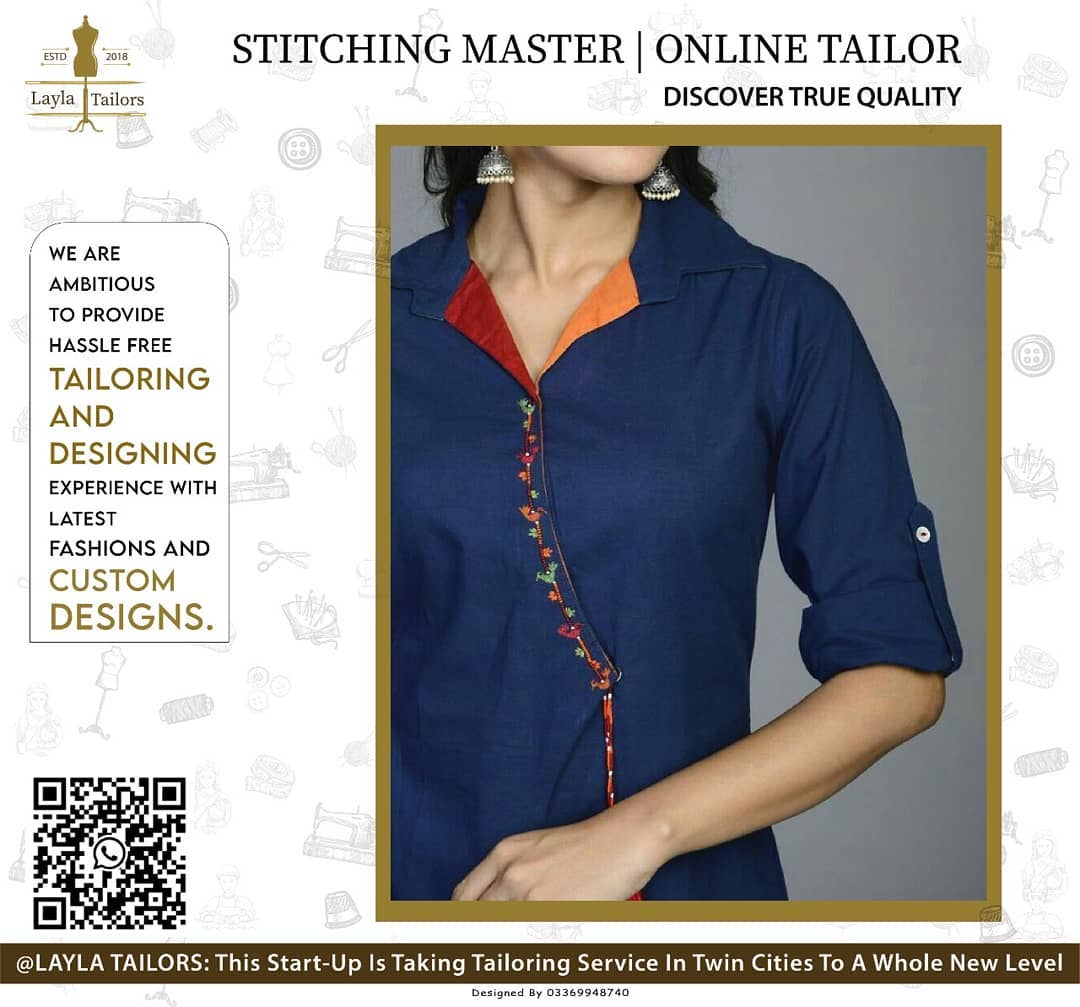 ESTD 2018
Layla Tailors
STITCHING MASTER | ONLINE TAILOR
DISCOVER TRUE QUALITY
WE ARE
AMBITIOUS
TO PROVIDE
HASSLE FREE
TAILORING
AND
DESIGNING
EXPERIENCE WITH
LATEST
FASHIONS AND
CUSTOM
DESIGNS.
@LAYLA TAILORS: This Start-Up Is Taking Tailoring Service In Twin Cities To A Whole New Level
Designed By 03369948740